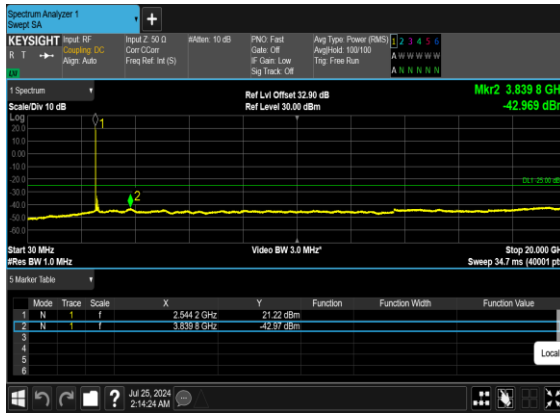 Spectrum Analyzer 1
Swept SA
+
KEYSIGHT Input: RF Input Z: 50 Ω #Atten: 10 dB PNO: Fast Avg Type: Power (RMS) 1 2 3 4 5 6
R T Coupling: DC Corr CCorr Gate: Off Avg|Hold: 100/100
Align: Auto Freq Ref: Int (S) IF Gain: Low Trig: Free Run A W W W W W
Sig Track: Off
A N N N N N
1 Spectrum Ref Lvl Offset 32.90 dB Mkr2 3.839 8 GH
Scale/Div 10 dB Ref Level 30.00 dBm -42.969 dBr
Log
20.0
10.0
0.00
-10.0
-20.0
-30.0
-40.0
-50.0
-60.0
1
2
DL1 -25.00 dB
Start 30 MHz Video BW 3.0 MHz* Stop 20.000 GH
#Res BW 1.0 MHz Sweep 34.7 ms (40001 pt
5 Marker Table
Mode Trace Scale X Y Function Function Width Function Value
1 N 1 f 2.544 2 GHz 21.22 dBm
2 N 1 f 3.839 8 GHz -42.97 dBm
3
4
5
6
Local
? Jul 25, 2024
2:14:24 AM